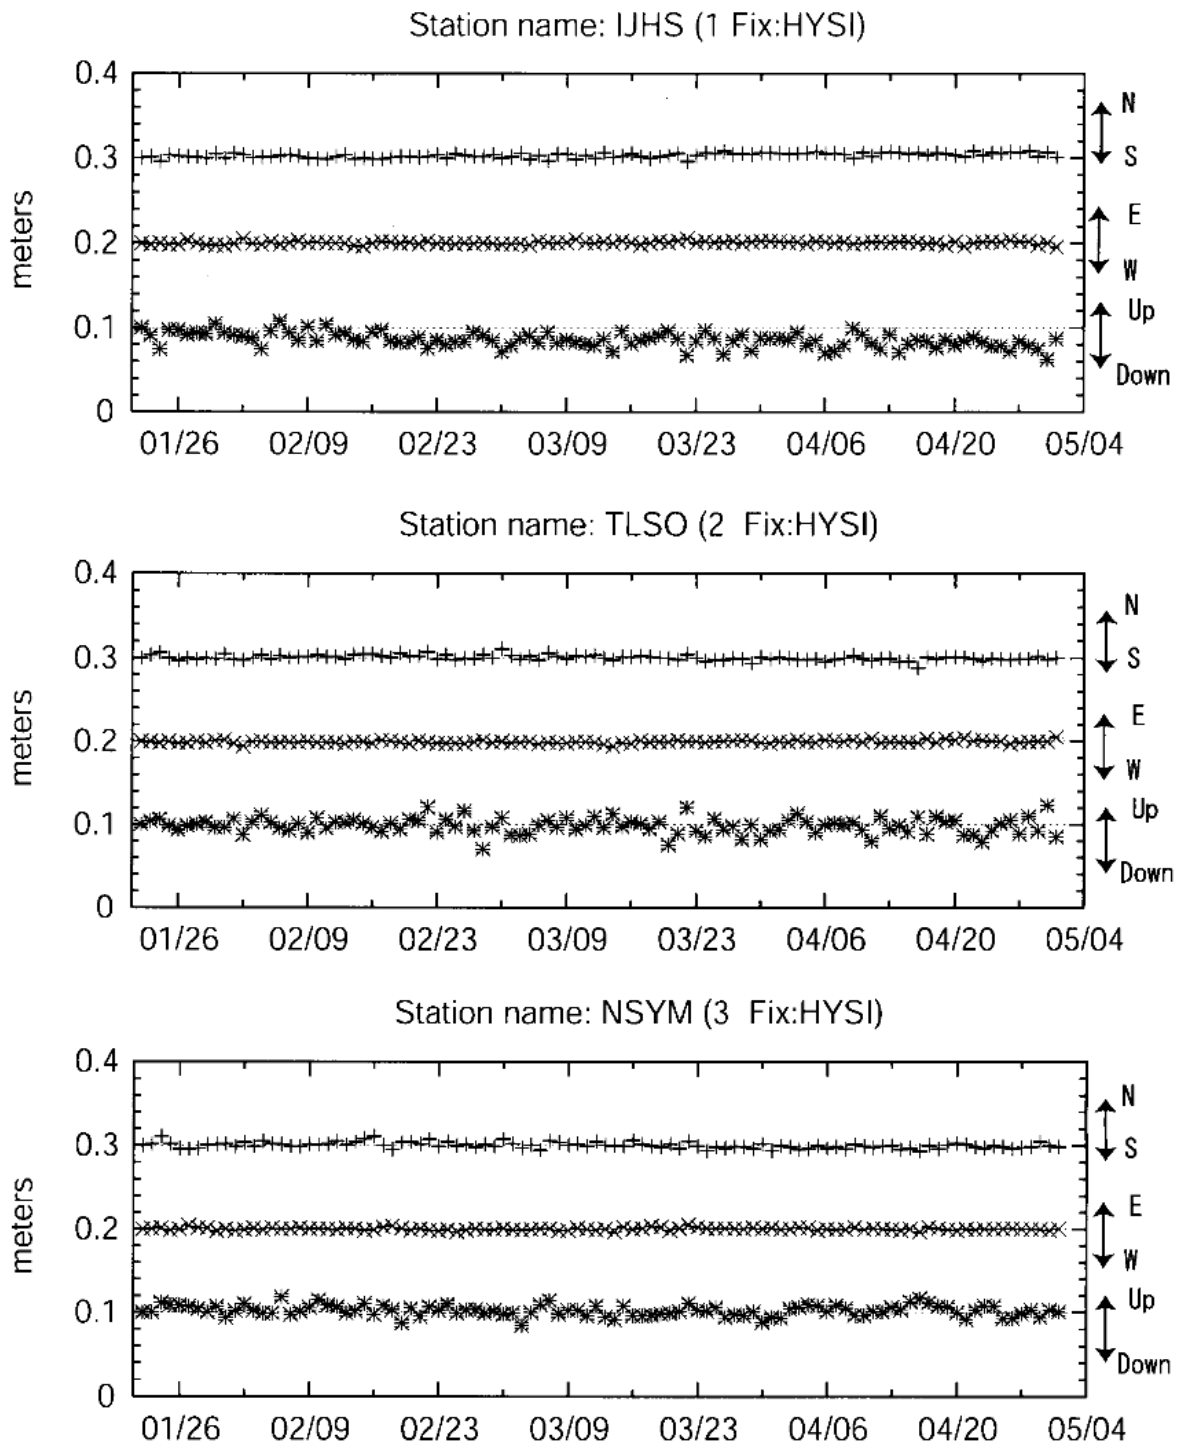 Station name: IJHS (1 Fix:HYSI)
0.4
N
0.3
S
meters
E
0.2
W
0.1
Up
Down
0
01/26 02/09 02/23 03/09 03/23 04/06 04/20 05/04
Station name: TLSO (2 Fix:HYSI)
0.4
N
0.3
S
meters
E
0.2
W
Up
0.1
Down
0
01/26 02/09 02/23 03/09 03/23 04/06 04/20 05/04
Station name: NSYM (3 Fix:HYSI)
0.4
N
0.3
S
meters
E
0.2
W
Up
0.1
Down
0
01/26 02/09 02/23 03/09 03/23 04/06 04/20 05/04